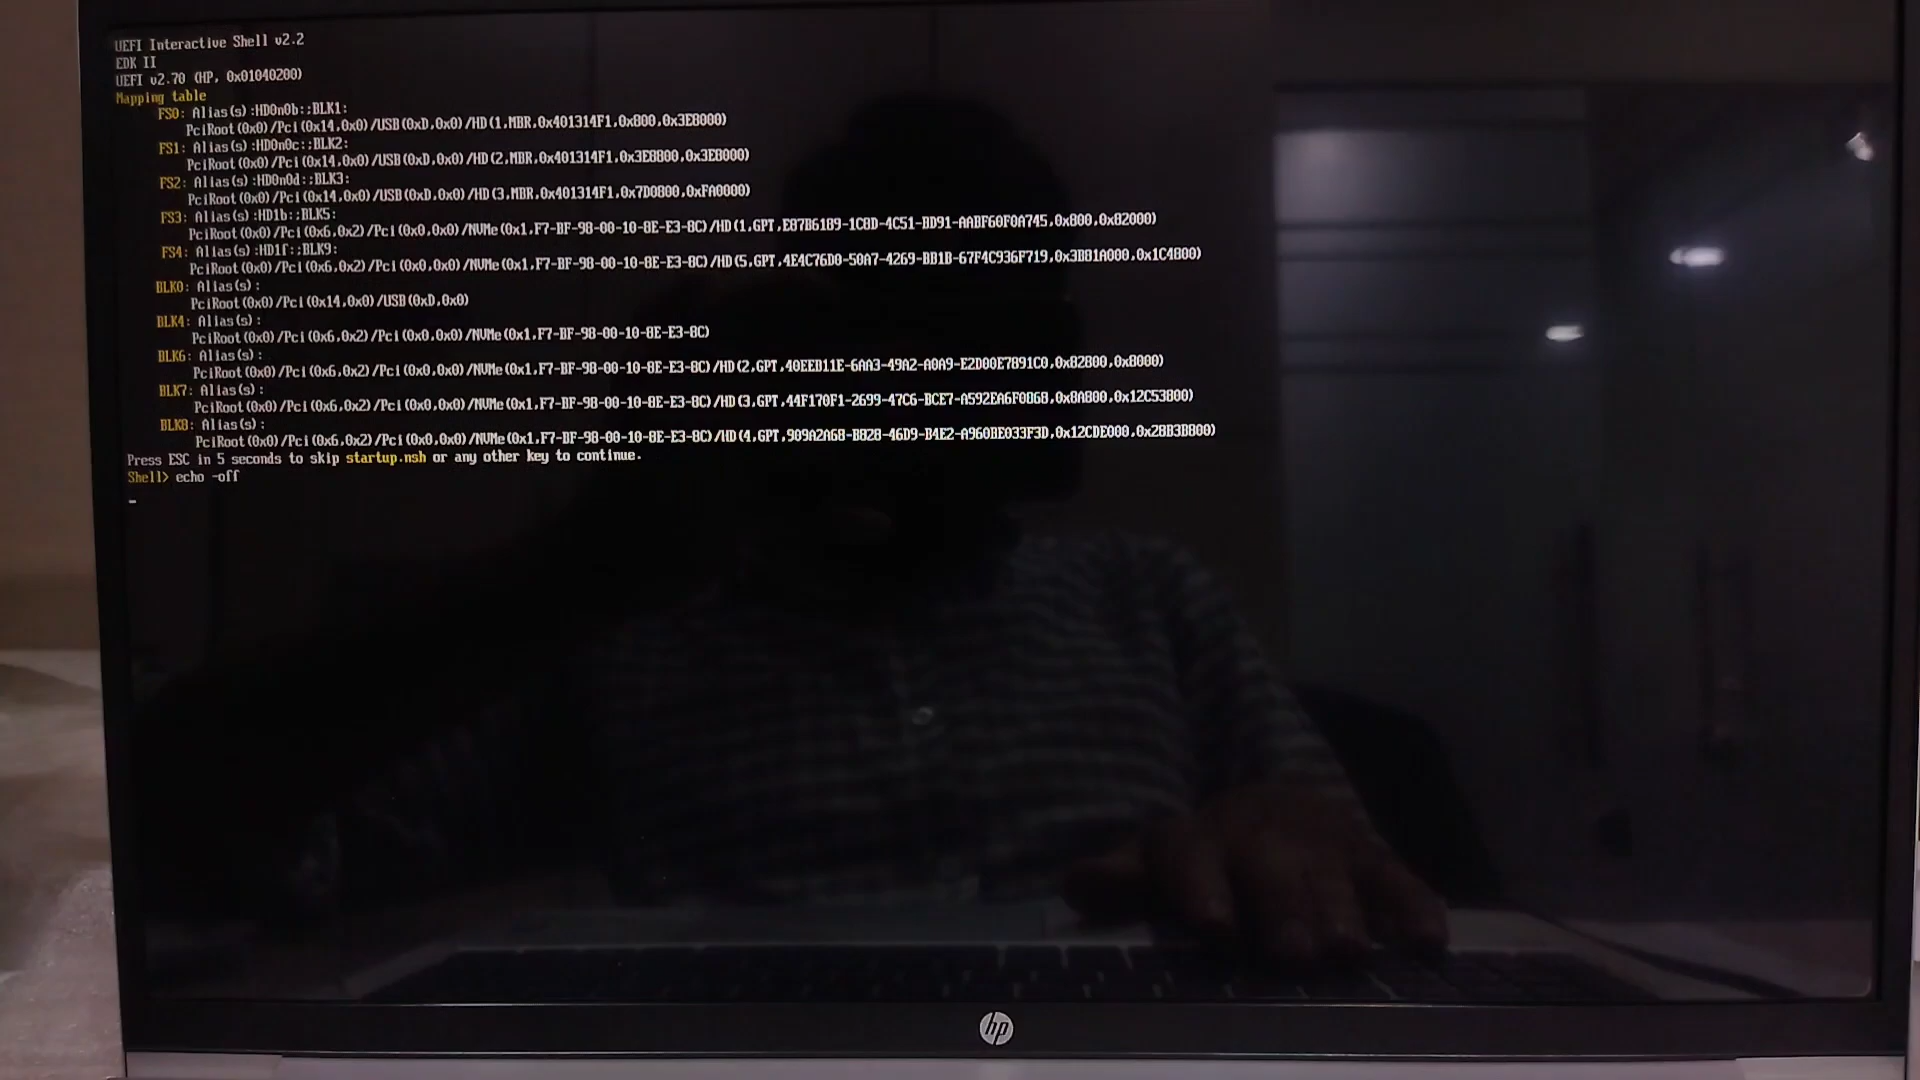 UEFI Interactive Shell v2.2
EDK II
UEFI v2.70 (HP, 0x01040200)
Mapping table
FS0: Alias(s):HD0n0b:;BLK1:
PciRoot(0x0)/Pci(0x14,0x0)/USB(0xD,0x0)/HD(1,MBR,0x401314F1,0x800,0x3E8000)
FS1: Alias(s):HD0n0c:;BLK2:
PciRoot(0x0)/Pci(0x14,0x0)/USB(0xD,0x0)/HD(2,MBR,0x401314F1,0x3E8800,0x3E8000)
FS2: Alias(s):HD0n0d:;BLK3:
PciRoot(0x0)/Pci(0x14,0x0)/USB(0xD,0x0)/HD(3,MBR,0x401314F1,0x7D0800,0xFA0000)
FS3: Alias(s):HD1b:;BLK5:
PciRoot(0x0)/Pci(0x6,0x2)/Pci(0x0,0x0)/NVMe(0x1,F7-BF-98-00-10-8E-E3-8C)/HD(1,GPT,E87B6189-1C8D-4C51-BD91-AABF60F0A745,0x800,0x82000)
FS4: Alias(s):HD1f:;BLK9:
PciRoot(0x0)/Pci(0x6,0x2)/Pci(0x0,0x0)/NVMe(0x1,F7-BF-98-00-10-8E-E3-8C)/HD(5,GPT,4E4C76D0-50A7-4269-BB1B-67F4C936F719,0x3B81A000,0x1C4800)
BLK0: Alias(s):
PciRoot(0x0)/Pci(0x14,0x0)/USB(0xD,0x0)
BLK4: Alias(s):
PciRoot(0x0)/Pci(0x6,0x2)/Pci(0x0,0x0)/NVMe(0x1,F7-BF-98-00-10-8E-E3-8C)
BLK6: Alias(s):
PciRoot(0x0)/Pci(0x6,0x2)/Pci(0x0,0x0)/NVMe(0x1,F7-BF-98-00-10-8E-E3-8C)/HD(2,GPT,40EEB11E-6AA3-49A2-A0A9-E2D00E7891C0,0x82800,0x8000)
BLK7: Alias(s):
PciRoot(0x0)/Pci(0x6,0x2)/Pci(0x0,0x0)/NVMe(0x1,F7-BF-98-00-10-8E-E3-8C)/HD(3,GPT,44F170F1-2699-47C6-BCE7-A592EA6F0868,0x8A800,0x12C53800)
BLK8: Alias(s):
PciRoot(0x0)/Pci(0x6,0x2)/Pci(0x0,0x0)/NVMe(0x1,F7-BF-98-00-10-8E-E3-8C)/HD(4,GPT,909A2A68-B828-46D9-B4E2-A960BE033F3D,0x12CDE000,0x28B3B800)
Press ESC in 5 seconds to skip startup.nsh or any other key to continue.
Shell> echo -off
hp